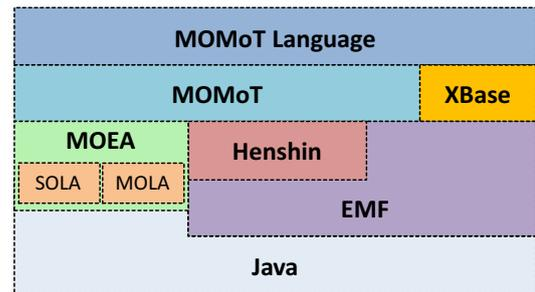 MOMoT Language
MOMoT XBase
MOEA
Henshin
SOLA MOLA
EMF
Java